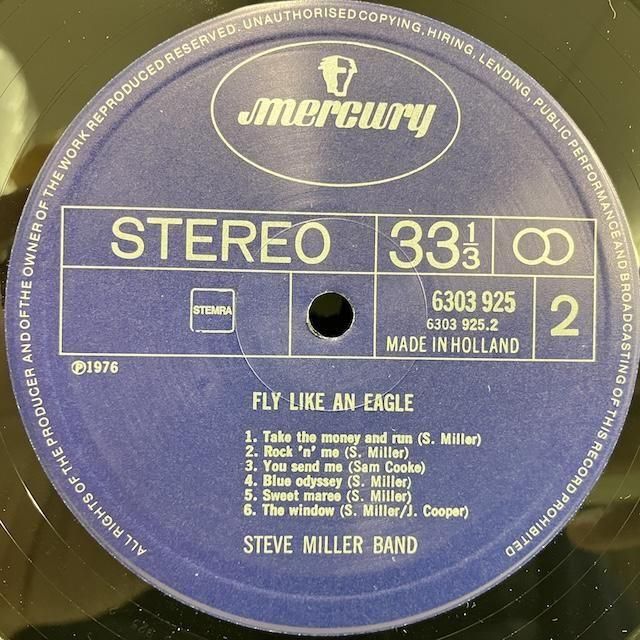 ALL RIGHTS OF THE PRODUCER AND OF THE OWNER OF THE WORK REPRODUCED RESERVED. UNAUTHORISED COPYING, HIRING, LENDING, PUBLIC PERFORMANCE AND BROADCASTING OF THIS RECORD PROHIBITED
mercury
STEREO 33 1/3
STEMRA
6303 925
6303 925.2
MADE IN HOLLAND
2
Ⓟ1976
FLY LIKE AN EAGLE
1. Take the money and run (S. Miller)
2. Rock 'n' me (S. Miller)
3. You send me (Sam Cooke)
4. Blue odyssey (S. Miller)
5. Sweet maree (S. Miller)
6. The window (S. Miller/J. Cooper)
STEVE MILLER BAND